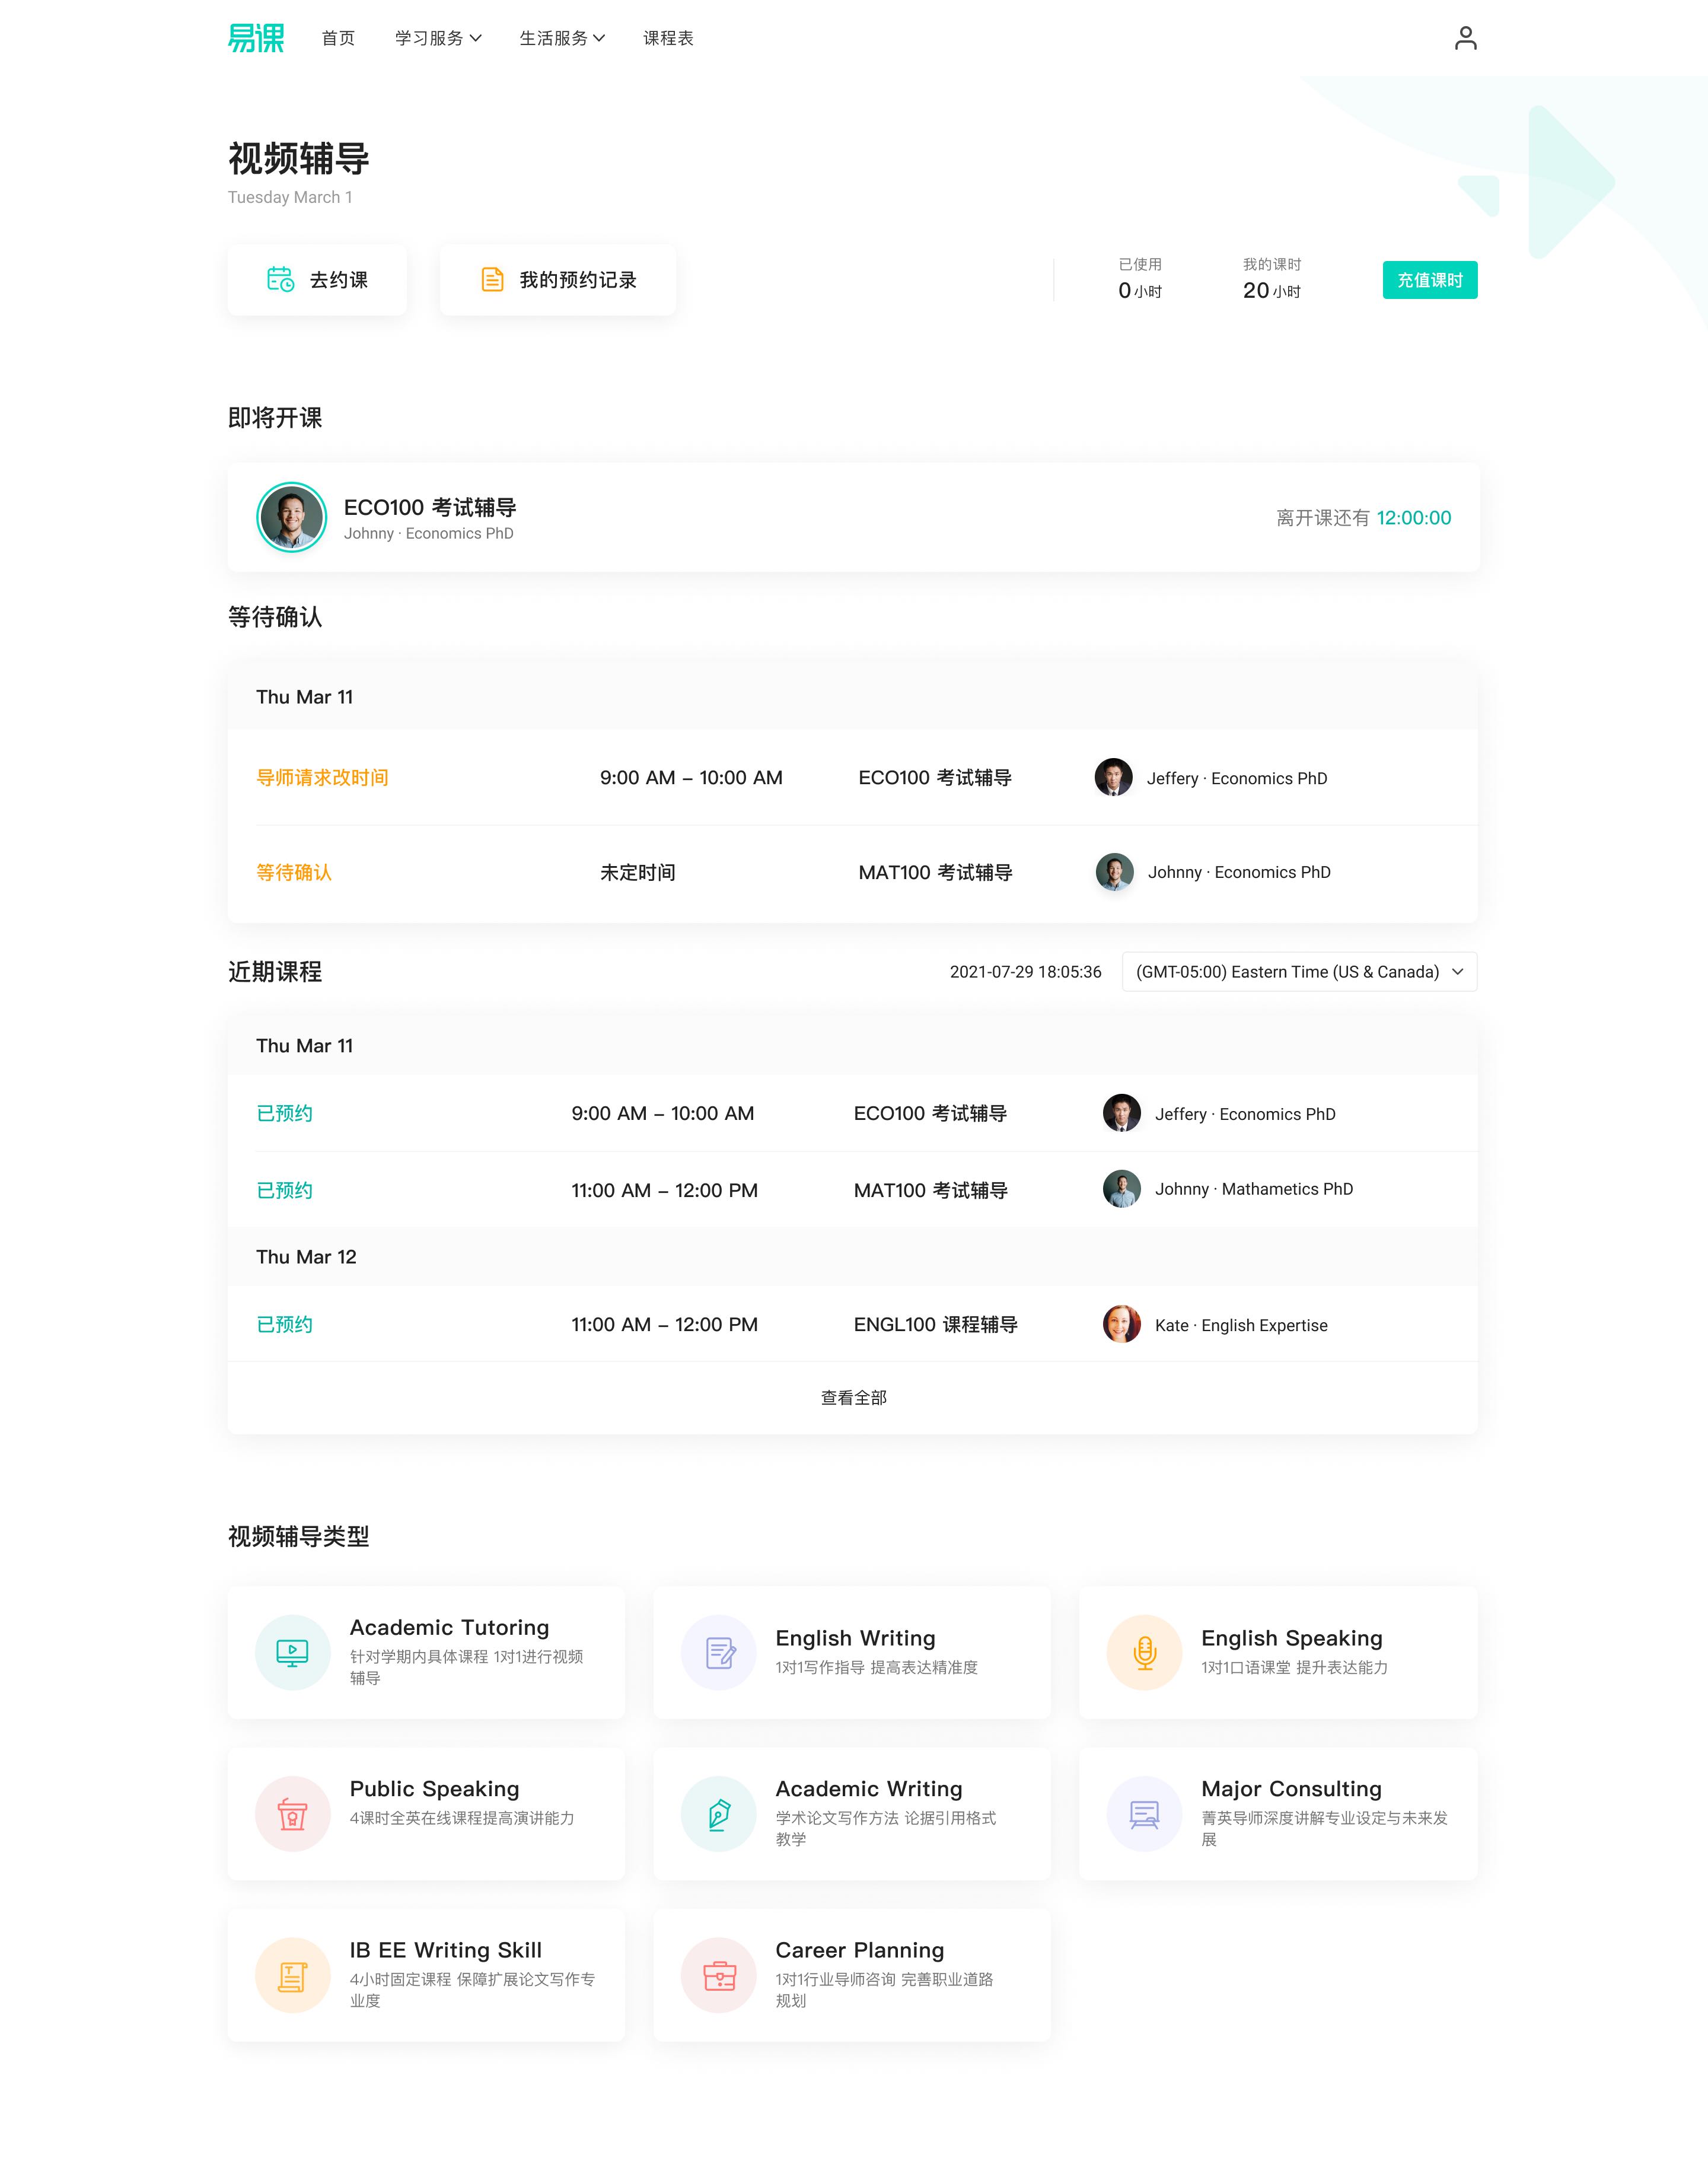 易课 首页 学习服务 生活服务 课程表
视频辅导
Tuesday March 1
去约课 我的预约记录
已使用 我的课时
0 小时 20 小时 充值课时
即将开课
ECO100 考试辅导
Johnny · Economics PhD
离开课还有 12:00:00
等待确认
Thu Mar 11
导师请求改时间 9:00 AM – 10:00 AM ECO100 考试辅导 Jeffery · Economics PhD
等待确认 未定时间 MAT100 考试辅导 Johnny · Economics PhD
近期课程 2021-07-29 18:05:36 (GMT-05:00) Eastern Time (US & Canada)
Thu Mar 11
已预约 9:00 AM – 10:00 AM ECO100 考试辅导 Jeffery · Economics PhD
已预约 11:00 AM – 12:00 PM MAT100 考试辅导 Johnny · Mathametics PhD
Thu Mar 12
已预约 11:00 AM – 12:00 PM ENGL100 课程辅导 Kate · English Expertise
查看全部
视频辅导类型
Academic Tutoring
针对学期内具体课程 1对1进行视频
辅导
English Writing
1对1写作指导 提高表达精准度
English Speaking
1对1口语课堂 提升表达能力
Public Speaking
4课时全英在线课程提高演讲能力
Academic Writing
学术论文写作方法 论据引用格式
教学
Major Consulting
菁英导师深度讲解专业设定与未来发
展
IB EE Writing Skill
4小时固定课程 保障扩展论文写作专
业度
Career Planning
1对1行业导师咨询 完善职业道路
规划